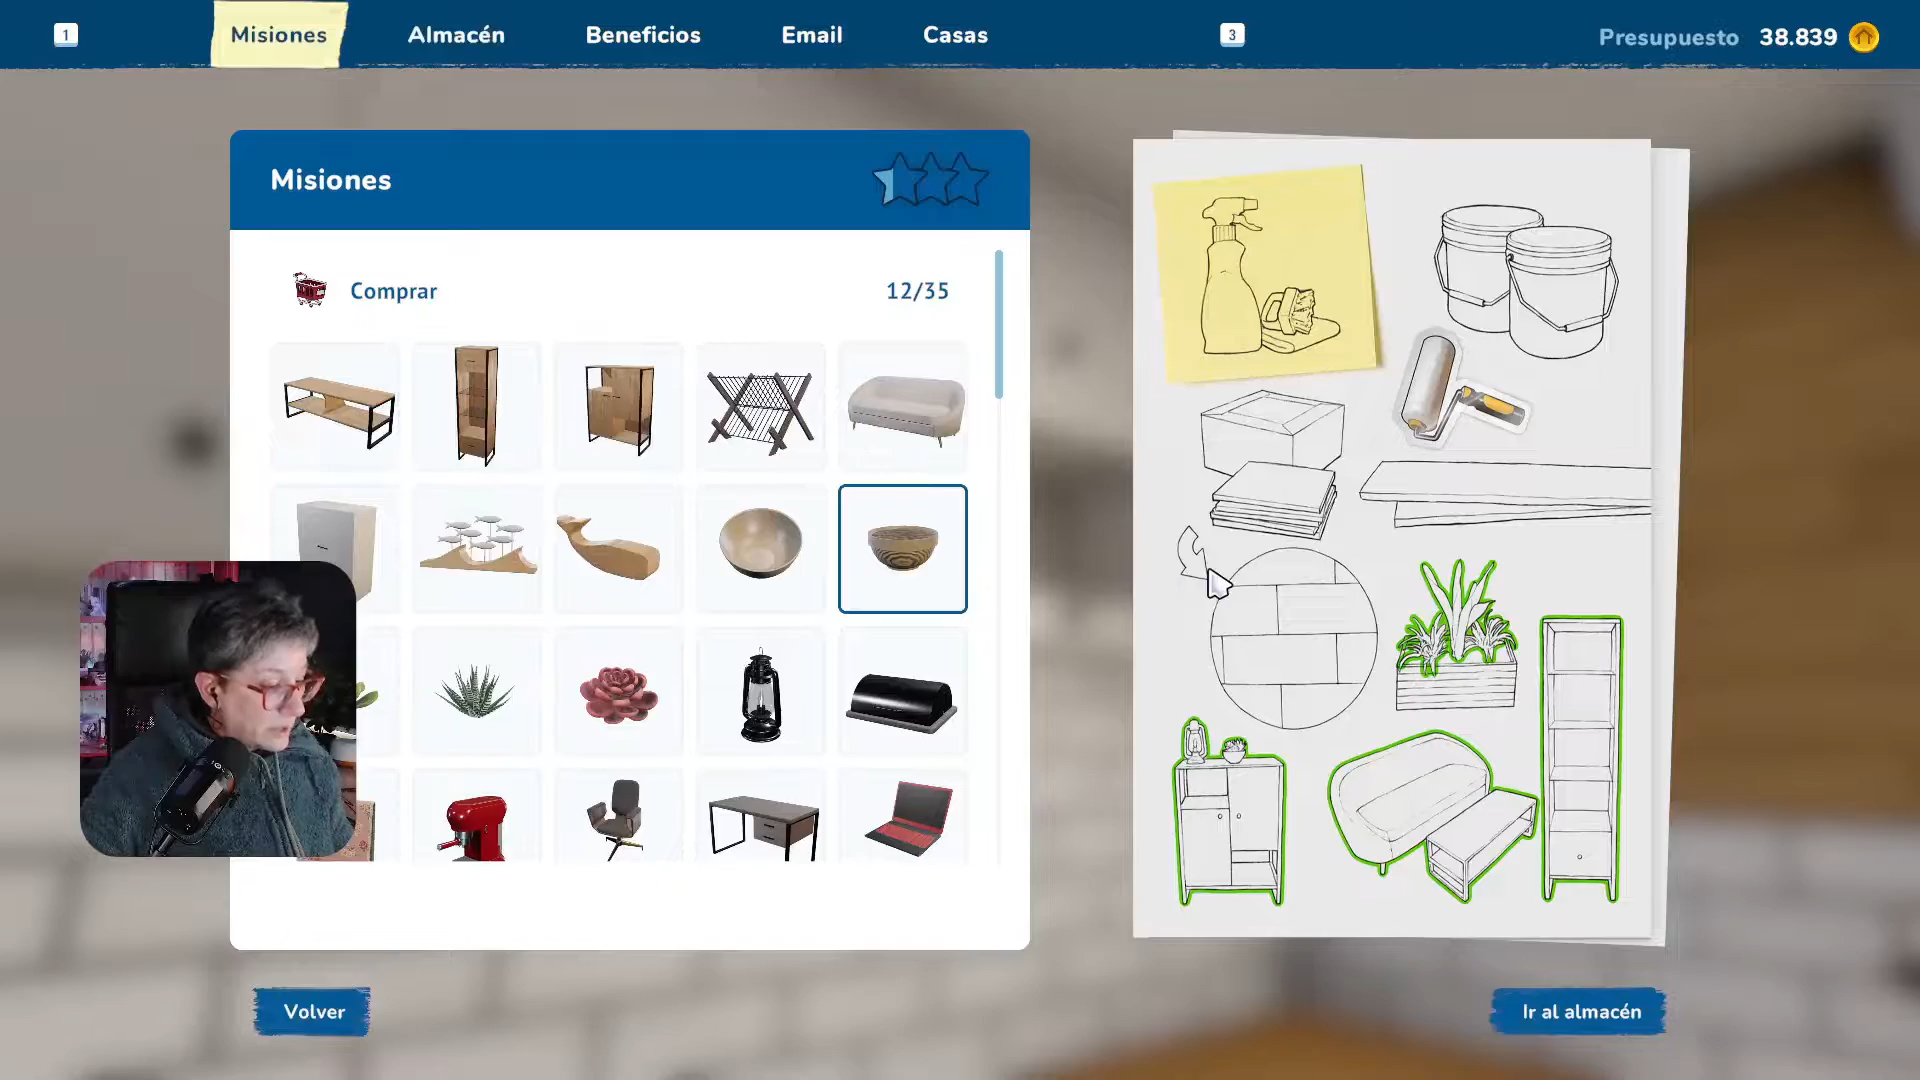 1
Misiones
Almacén
Beneficios
Email
Casas
3
Presupuesto 38.839
Misiones
Comprar
12/35
Volver
Ir al almacén